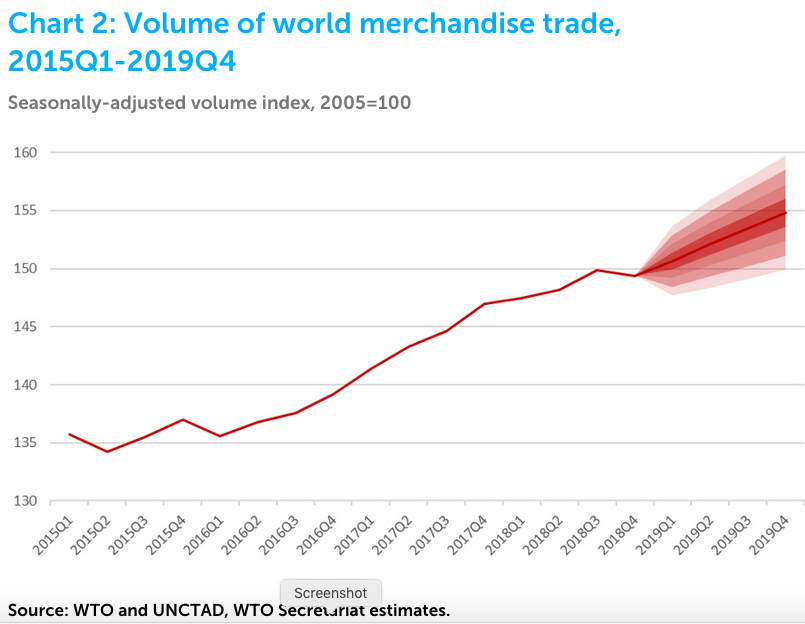 Chart 2: Volume of world merchandise trade,
2015Q1-2019Q4
Seasonally-adjusted volume index, 2005=100
160
155
150
145
140
135
130
2015Q1 2015Q2 2015Q3 2015Q4 2016Q1 2016Q2 2016Q3 2016Q4 2017Q1 2017Q2 2017Q3 2017Q4 2018Q1 2018Q2 2018Q3 2018Q4 2019Q1 2019Q2 2019Q3 2019Q4
Screenshot
Source: WTO and UNCTAD, WTO Secretariat estimates.